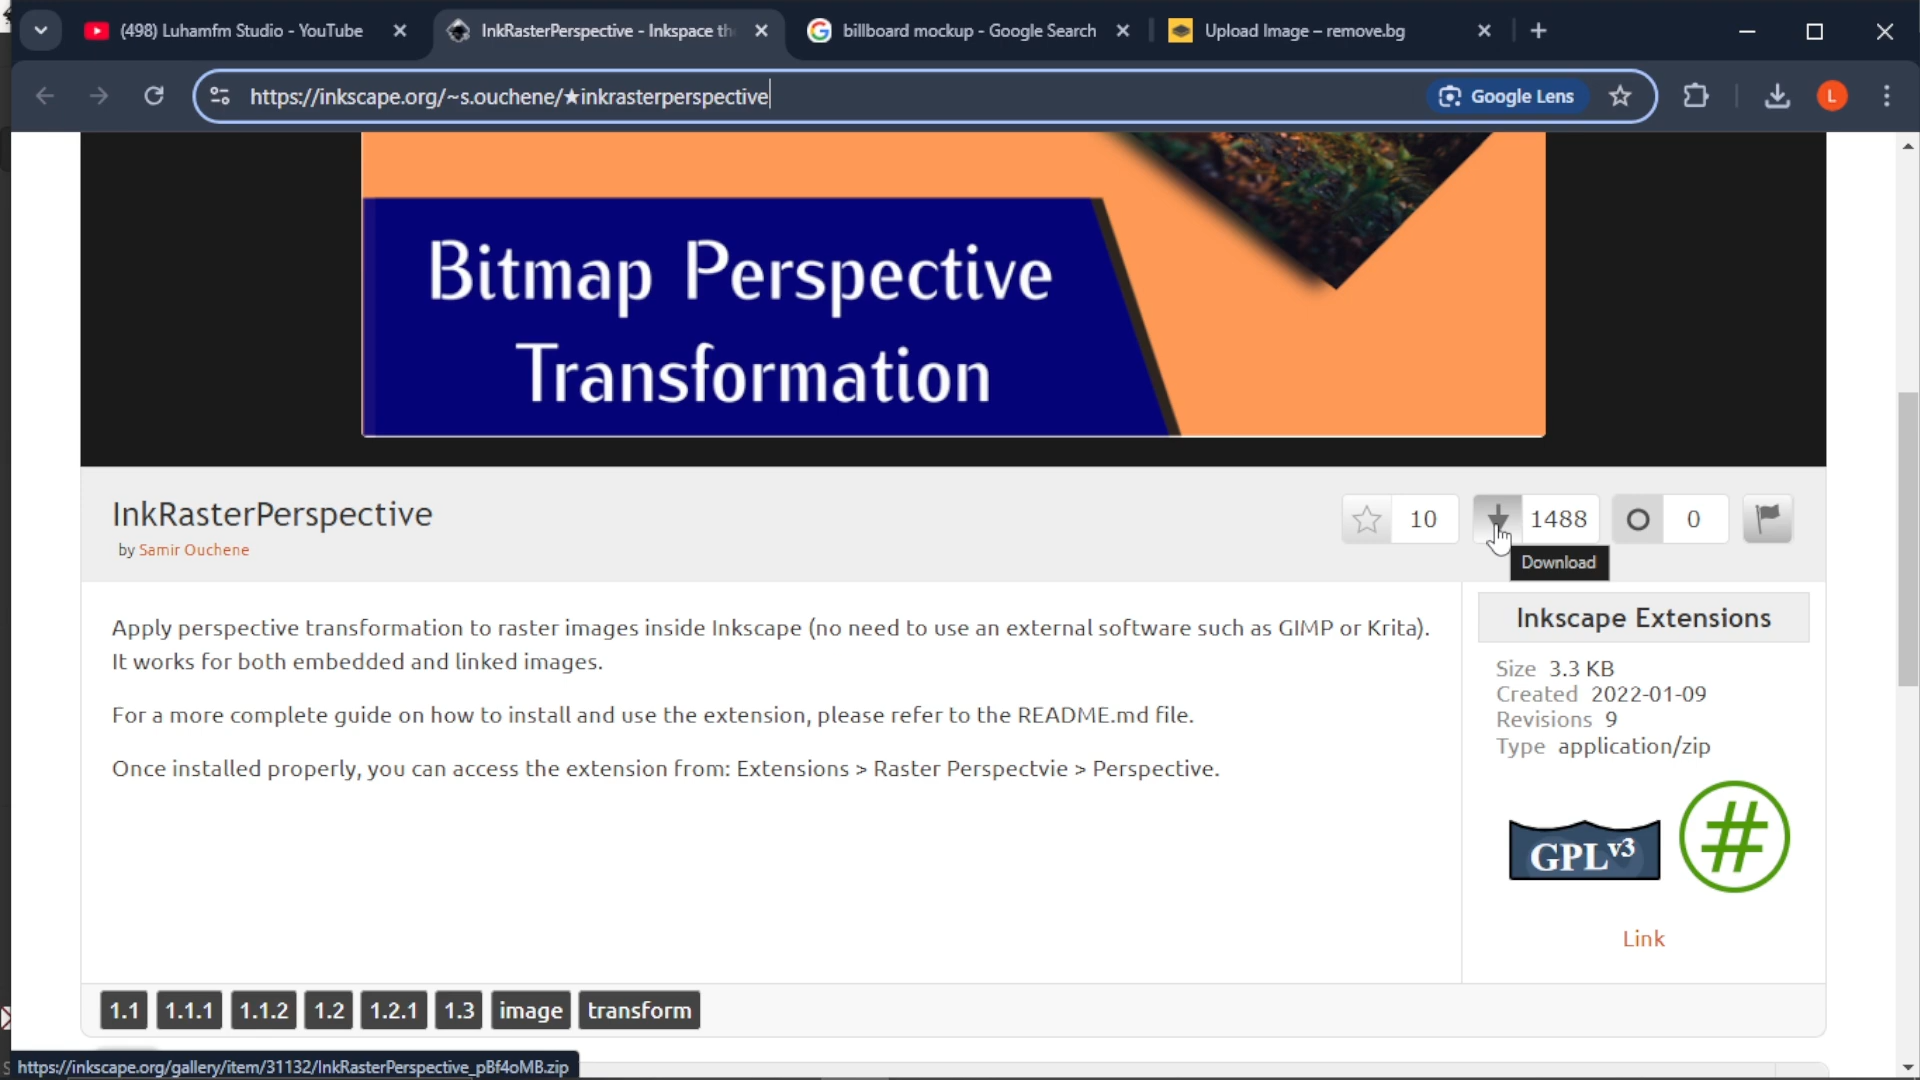 (498) Luhamfm Studio - YouTube
InkRasterPerspective - Inkspace th
billboard mockup - Google Search
Upload Image – remove.bg
https://inkscape.org/~s.ouchene/★inkrasterperspective
Google Lens
L
Bitmap Perspective
Transformation
InkRasterPerspective
by Samir Ouchene
10
1488
0
Download
Apply perspective transformation to raster images inside Inkscape (no need to use an external software such as GIMP or Krita).
It works for both embedded and linked images.
For a more complete guide on how to install and use the extension, please refer to the README.md file.
Once installed properly, you can access the extension from: Extensions > Raster Perspectvie > Perspective.
Inkscape Extensions
Size 3.3 KB
Created 2022-01-09
Revisions 9
Type application/zip
GPLv3
#
Link
1.1 1.1.1 1.1.2 1.2 1.2.1 1.3 image transform
https://inkscape.org/gallery/item/31132/InkRasterPerspective_pBf4oMB.zip